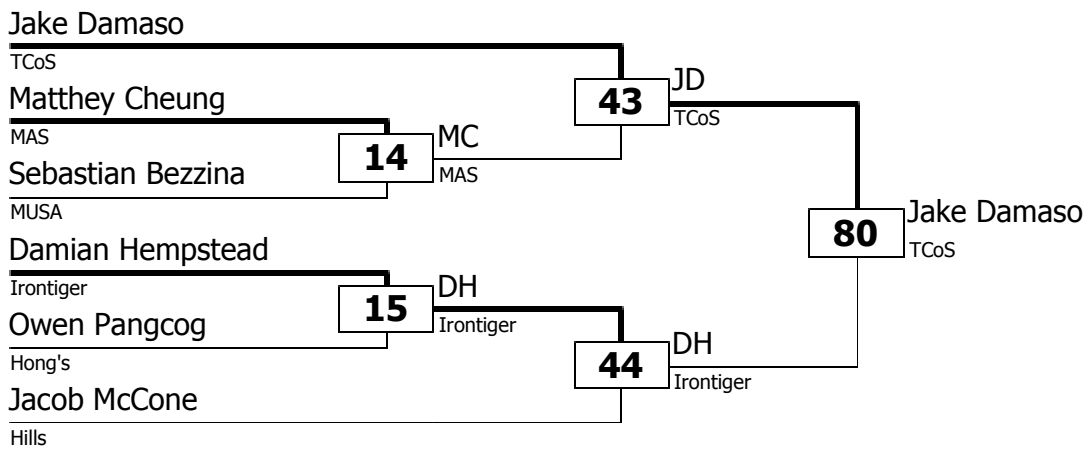 Jake Damaso
TCoS
43
JD
TCoS
Matthey Cheung
MAS
14
MC
MAS
Sebastian Bezzina
MUSA
80
Jake Damaso
TCoS
Damian Hempstead
Irontiger
15
DH
Irontiger
Owen Pangcog
Hong's
44
DH
Irontiger
Jacob McCone
Hills